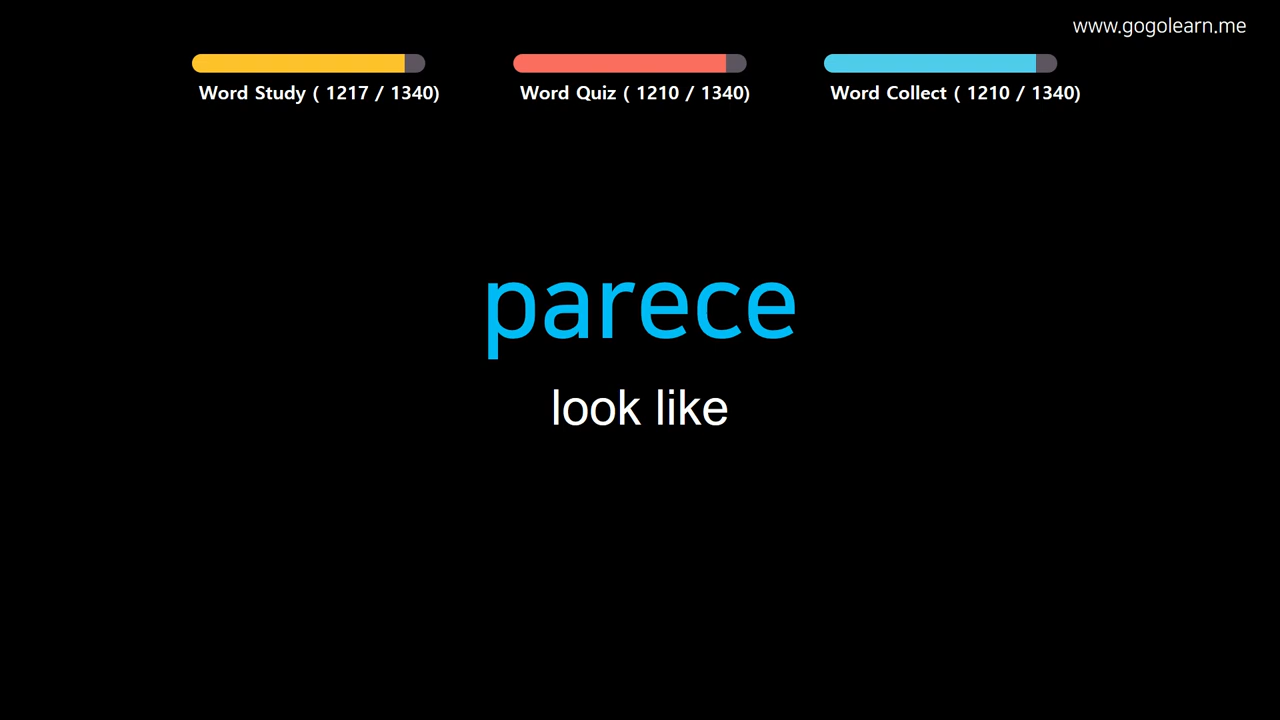 www.gogolearn.me
Word Study ( 1217 / 1340)
Word Quiz ( 1210 / 1340)
Word Collect ( 1210 / 1340)
parece
look like